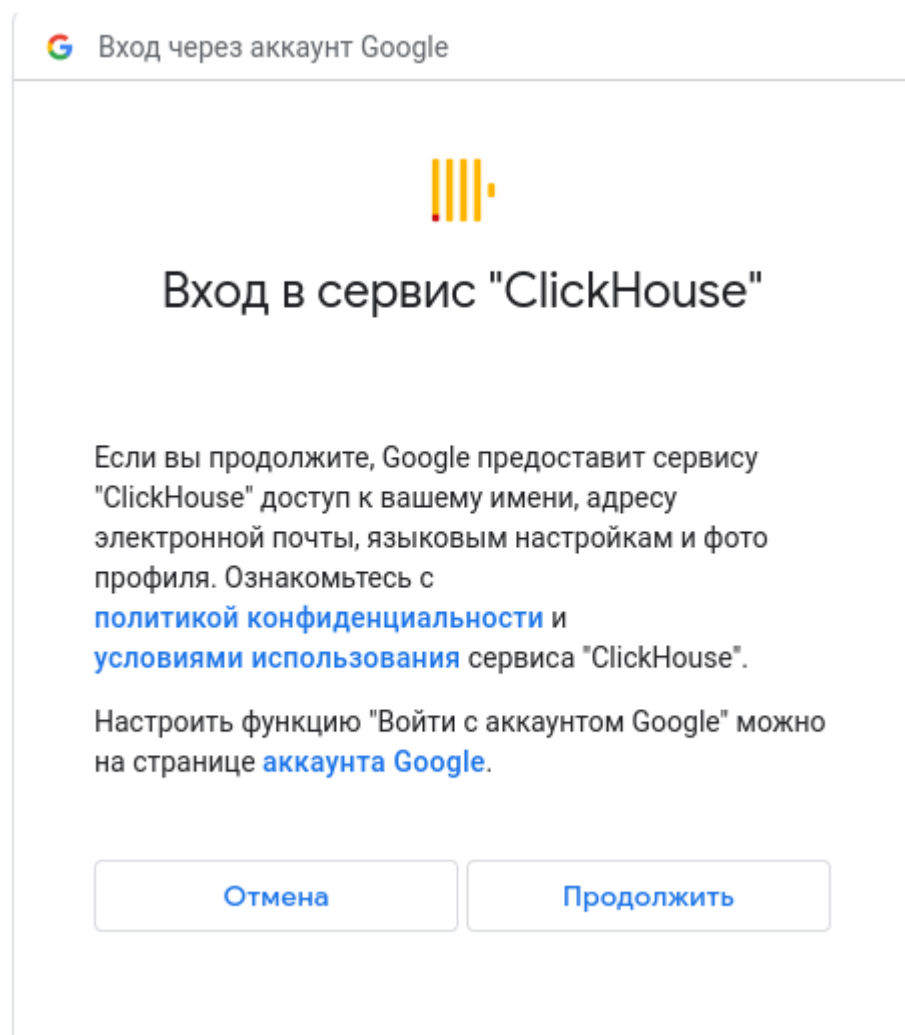 Вход через аккаунт Google
Вход в сервис "ClickHouse"
Если вы продолжите, Google предоставит сервису
"ClickHouse" доступ к вашему имени, адресу
электронной почты, языковым настройкам и фото
профиля. Ознакомьтесь с
политикой конфиденциальности и
условиями использования сервиса "ClickHouse".
Настроить функцию "Войти с аккаунтом Google" можно
на странице аккаунта Google.
Отмена
Продолжить